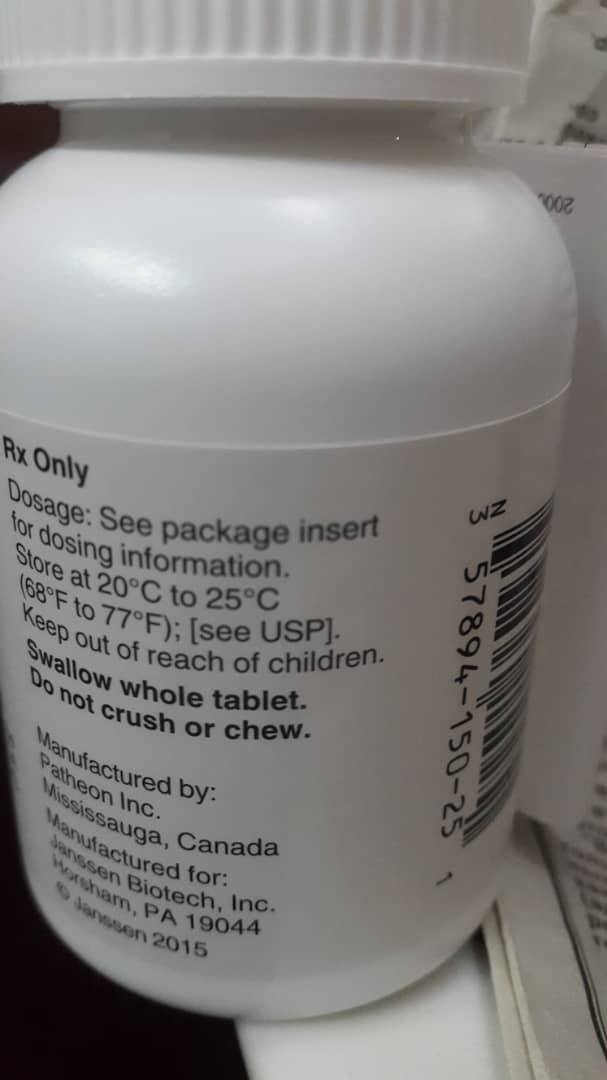 Rx Only
Dosage: See package insert
for dosing information.
Store at 20°C to 25°C
(68°F to 77°F); [see USP].
Keep out of reach of children.
Swallow whole tablet.
Do not crush or chew.
Manufactured by:
Patheon Inc.
Mississauga, Canada
Manufactured for:
Janssen Biotech, Inc.
Horsham, PA 19044
© Janssen 2015
N
3 57894-150-25 1